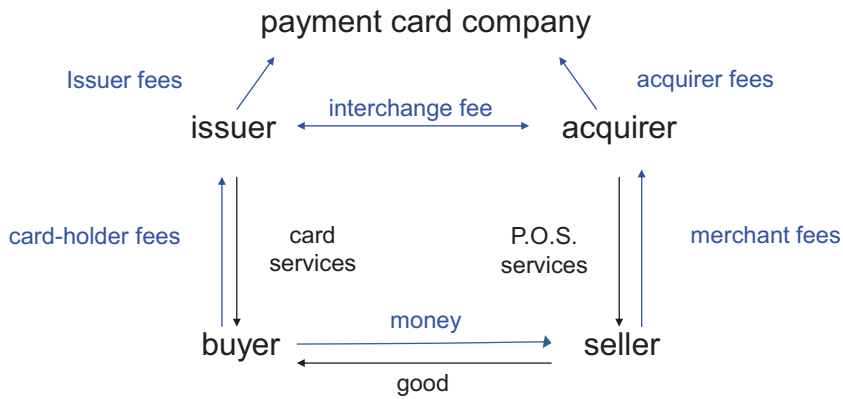 payment card company
Issuer fees
acquirer fees
interchange fee
issuer
acquirer
card-holder fees
card
services
P.O.S.
services
merchant fees
money
buyer
seller
good